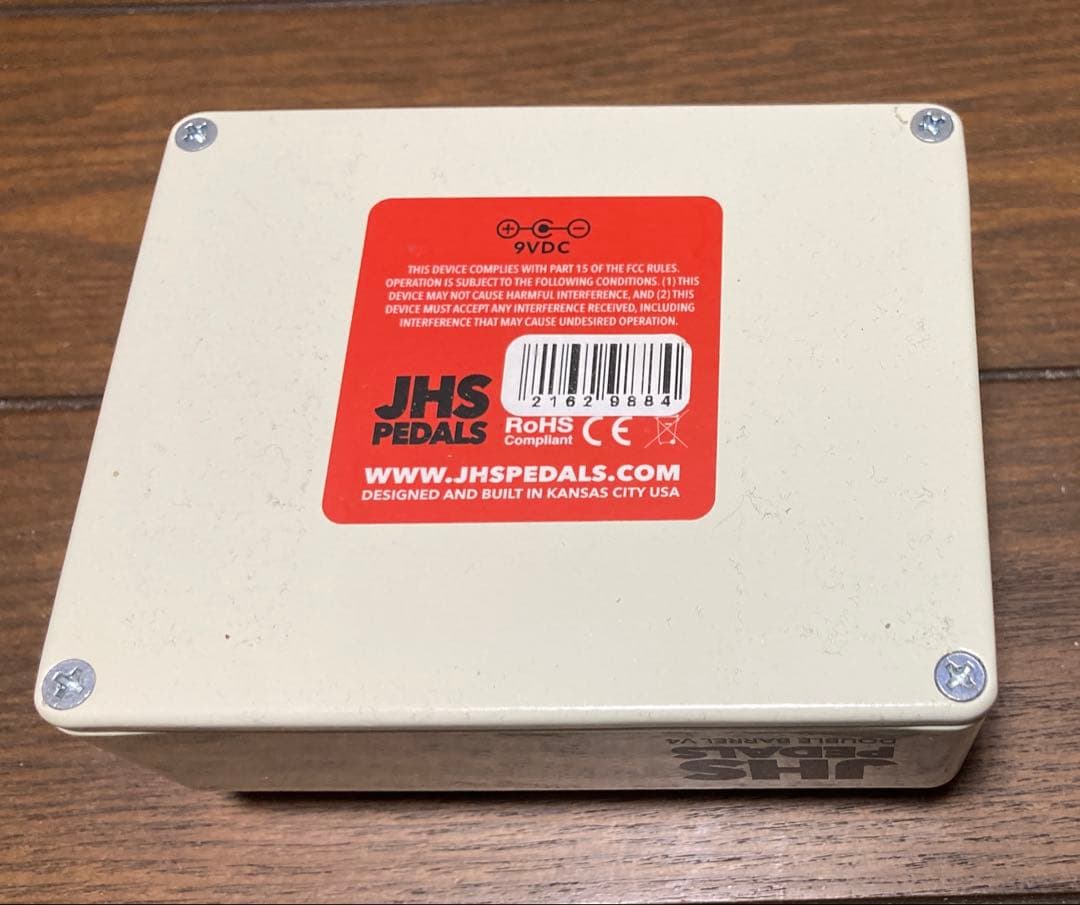 9VDC
THIS DEVICE COMPLIES WITH PART 15 OF THE FCC RULES.
OPERATION IS SUBJECT TO THE FOLLOWING CONDITIONS. (1) THIS
DEVICE MAY NOT CAUSE HARMFUL INTERFERENCE, AND (2) THIS
DEVICE MUST ACCEPT ANY INTERFERENCE RECEIVED, INCLUDING
INTERFERENCE THAT MAY CAUSE UNDESIRED OPERATION.
21629884
JHS
PEDALS
RoHS
Compliant
CE
WWW.JHSPEDALS.COM
DESIGNED AND BUILT IN KANSAS CITY USA
JHS
PEDALS
DOUBLE BARREL V4